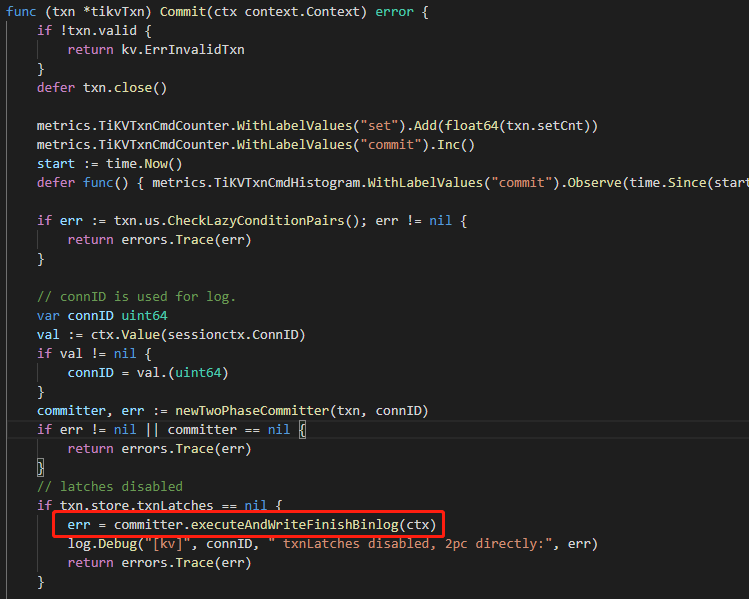 func (txn *tikvTxn) Commit(ctx context.Context) error {
if !txn.valid {
return kv.ErrInvalidTxn
}
defer txn.close()
metrics.TiKVTxnCmdCounter.WithLabelValues("set").Add(float64(txn.setCnt))
metrics.TiKVTxnCmdCounter.WithLabelValues("commit").Inc()
start := time.Now()
defer func() { metrics.TiKVTxnCmdHistogram.WithLabelValues("commit").Observe(time.Since(start
if err := txn.us.CheckLazyConditionPairs(); err != nil {
return errors.Trace(err)
}
// connID is used for log.
var connID uint64
val := ctx.Value(sessionctx.ConnID)
if val != nil {
connID = val.(uint64)
}
committer, err := newTwoPhaseCommitter(txn, connID)
if err != nil || committer == nil {
return errors.Trace(err)
}
// latches disabled
if txn.store.txnLatches == nil {
err = committer.executeAndWriteFinishBinlog(ctx)
log.Debug("[kv]", connID, " txnLatches disabled, 2pc directly:", err)
return errors.Trace(err)
}